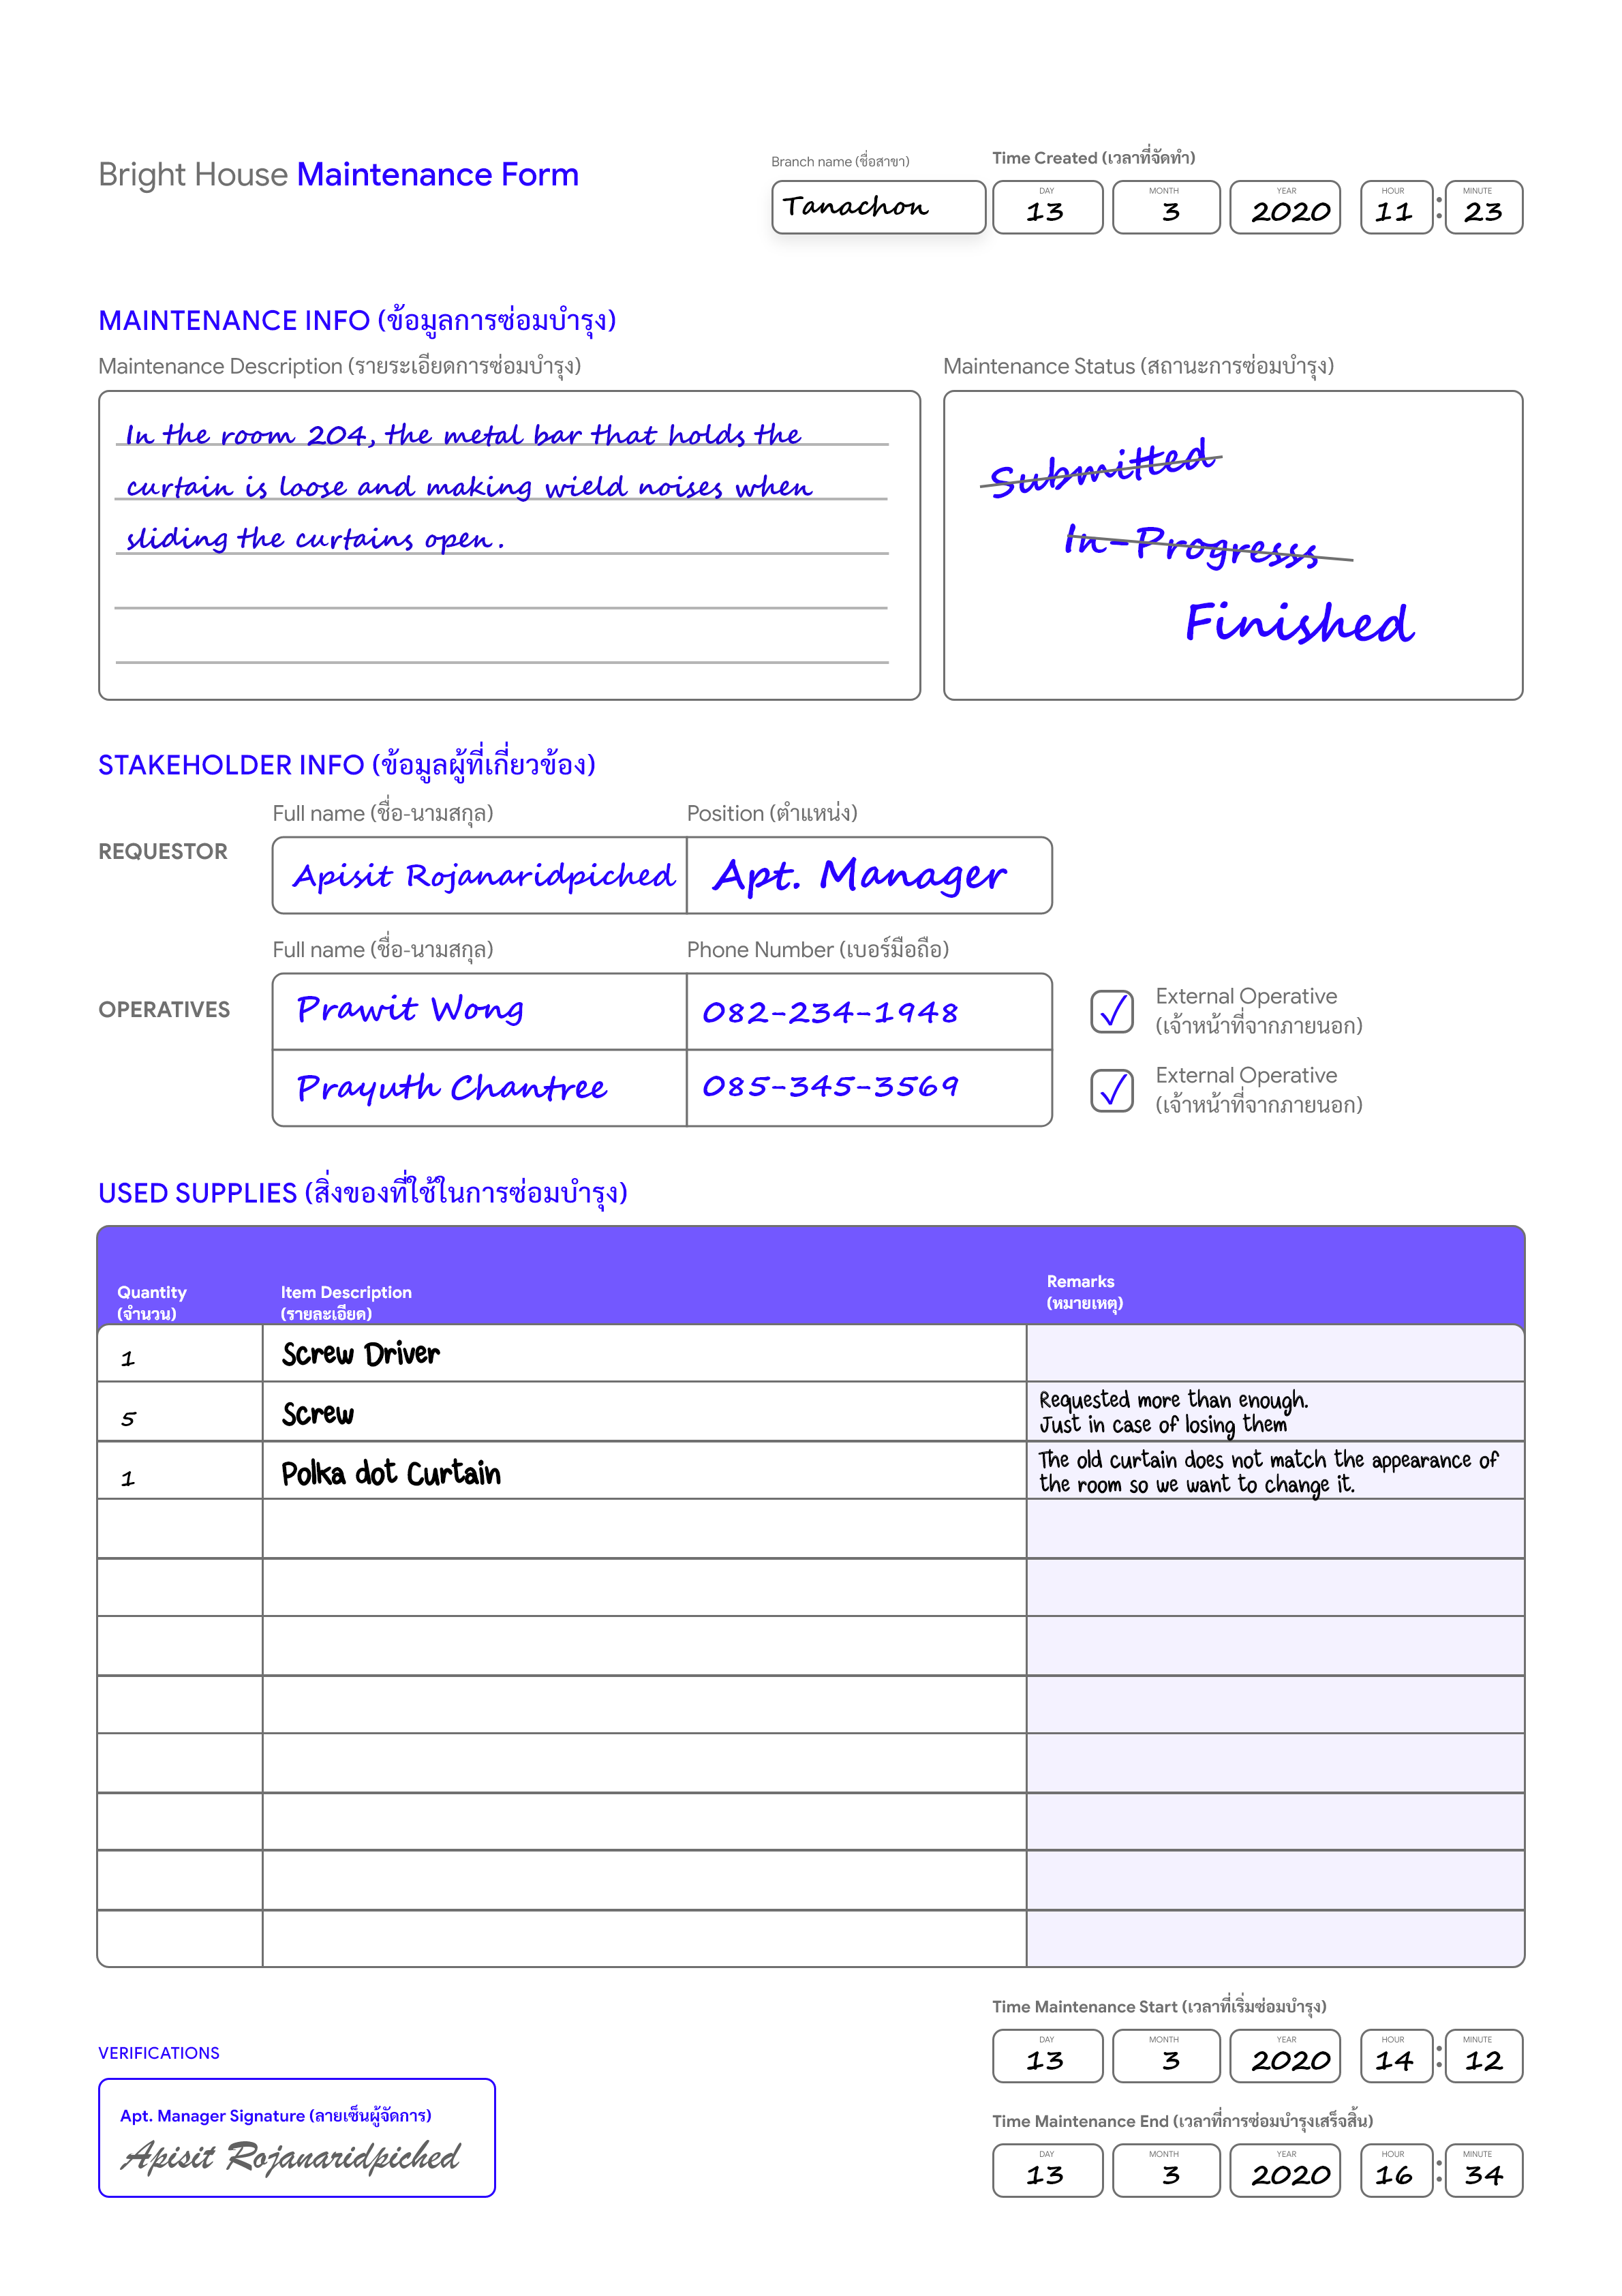 Bright House Maintenance Form
Branch name (ชื่อสาขา)
Time Created (เวลาที่จัดทำ)
Tanachon
DAY 13
MONTH 3
YEAR 2020
HOUR 11
:
MINUTE 23
MAINTENANCE INFO (ข้อมูลการซ่อมบำรุง)
Maintenance Description (รายระเอียดการซ่อมบำรุง)
In the room 204, the metal bar that holds the
curtain is loose and making wield noises when
sliding the curtains open.
Maintenance Status (สถานะการซ่อมบำรุง)
Submitted
In-Progresss
Finished
STAKEHOLDER INFO (ข้อมูลผู้ที่เกี่ยวข้อง)
Full name (ชื่อ-นามสกุล) Position (ตำแหน่ง)
REQUESTOR
Apisit Rojanaridpiched Apt. Manager
Full name (ชื่อ-นามสกุล) Phone Number (เบอร์มือถือ)
OPERATIVES
Prawit Wong 082-234-1948
External Operative
(เจ้าหน้าที่จากภายนอก)
Prayuth Chantree 085-345-3569
External Operative
(เจ้าหน้าที่จากภายนอก)
USED SUPPLIES (สิ่งของที่ใช้ในการซ่อมบำรุง)
Quantity
(จำนวน)
Item Description
(รายละเอียด)
Remarks
(หมายเหตุ)
1 Screw Driver
5 Screw
Requested more than enough.
Just in case of losing them
1 Polka dot Curtain
The old curtain does not match the appearance of
the room so we want to change it.
Time Maintenance Start (เวลาที่เริ่มซ่อมบำรุง)
DAY 13
MONTH 3
YEAR 2020
HOUR 14
:
MINUTE 12
VERIFICATIONS
Apt. Manager Signature (ลายเซ็นผู้จัดการ)
Apisit Rojanaridpiched
Time Maintenance End (เวลาที่การซ่อมบำรุงเสร็จสิ้น)
DAY 13
MONTH 3
YEAR 2020
HOUR 16
:
MINUTE 34